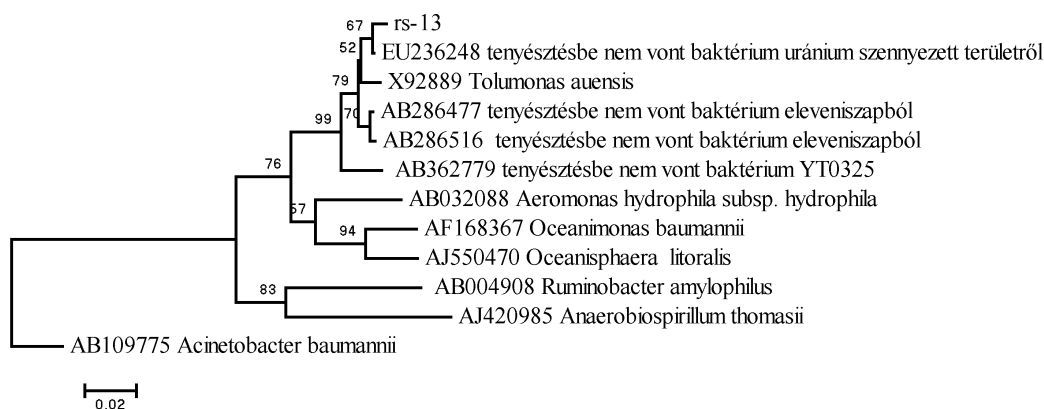 67 rs-13
52 EU236248 tenyésztésbe nem vont baktérium uránium szennyezett területről
79 X92889 Tolumonas auensis
70 AB286477 tenyésztésbe nem vont baktérium eleveniszapból
99 AB286516 tenyésztésbe nem vont baktérium eleveniszapból
76 AB362779 tenyésztésbe nem vont baktérium YT0325
57 AB032088 Aeromonas hydrophila subsp. hydrophila
94 AF168367 Oceanimonas baumannii
AJ550470 Oceanisphaera litoralis
83 AB004908 Ruminobacter amylophilus
AJ420985 Anaerobiospirillum thomasii
AB109775 Acinetobacter baumannii
0.02